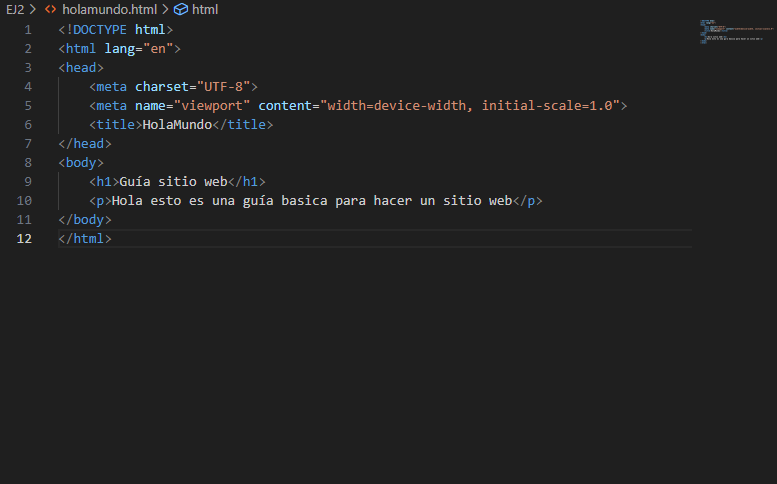 EJ2 > <> holamundo.html > html
1 <!DOCTYPE html>
2 <html lang="en">
3 <head>
4     <meta charset="UTF-8">
5     <meta name="viewport" content="width=device-width, initial-scale=1.0">
6     <title>HolaMundo</title>
7 </head>
8 <body>
9     <h1>Guía sitio web</h1>
10     <p>Hola esto es una guía basica para hacer un sitio web</p>
11 </body>
12 </html>